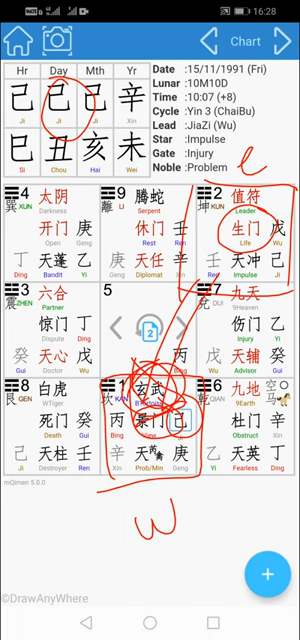 16:28
Chart
Hr Day Mth Yr
己 己 己 辛
Ji Ji Ji Xin
巳 丑 亥 未
Si Chou Hai Wei
Date :15/11/1991 (Fri)
Lunar :10M10D
Time :10:07 (+8)
Cycle :Yin 3 (ChaiBu)
Lead :JiaZi (Wu)
Star :Impulse
Gate :Injury
Noble :Problem
4 太阴
巽 XUN Darkness
开门 庚
Open Geng
丁 天蓬 乙
Ding Bandit Yi
9 腾蛇
離 LI Serpent
休门 壬
Rest Ren
庚 天任 辛
Geng Diplomat Xin
2 值符
坤 KUN Leader
生门 戊
Life Wu
壬 天冲 己
Ren Impulse Ji
e
3 六合
震 ZHEN Partner
惊门 丁
Dispute Ding
癸 天心 戊
Gui Doctor Wu
5
2
丙
Bing
7 九天
兌 DUI 9Heaven
伤门 乙
Injury Yi
戊 天辅 癸
Wu Advisor Gui
8 白虎
艮 GEN W.Tiger
死门 癸
Death Gui
己 天柱 壬
Ji Destroyer Ren
1 玄武
坎 KAN
丙 景门 己
Bing View Ji
辛 天芮禽 庚
Xin Prob/Min Geng
6 九地 空
乾 QIAN 9Earth 马
杜门 辛
Obstruct Xin
乙 天英 丁
Yi Fearless Ding
mQimen 5.0.0
W
+
©DrawAnyWhere